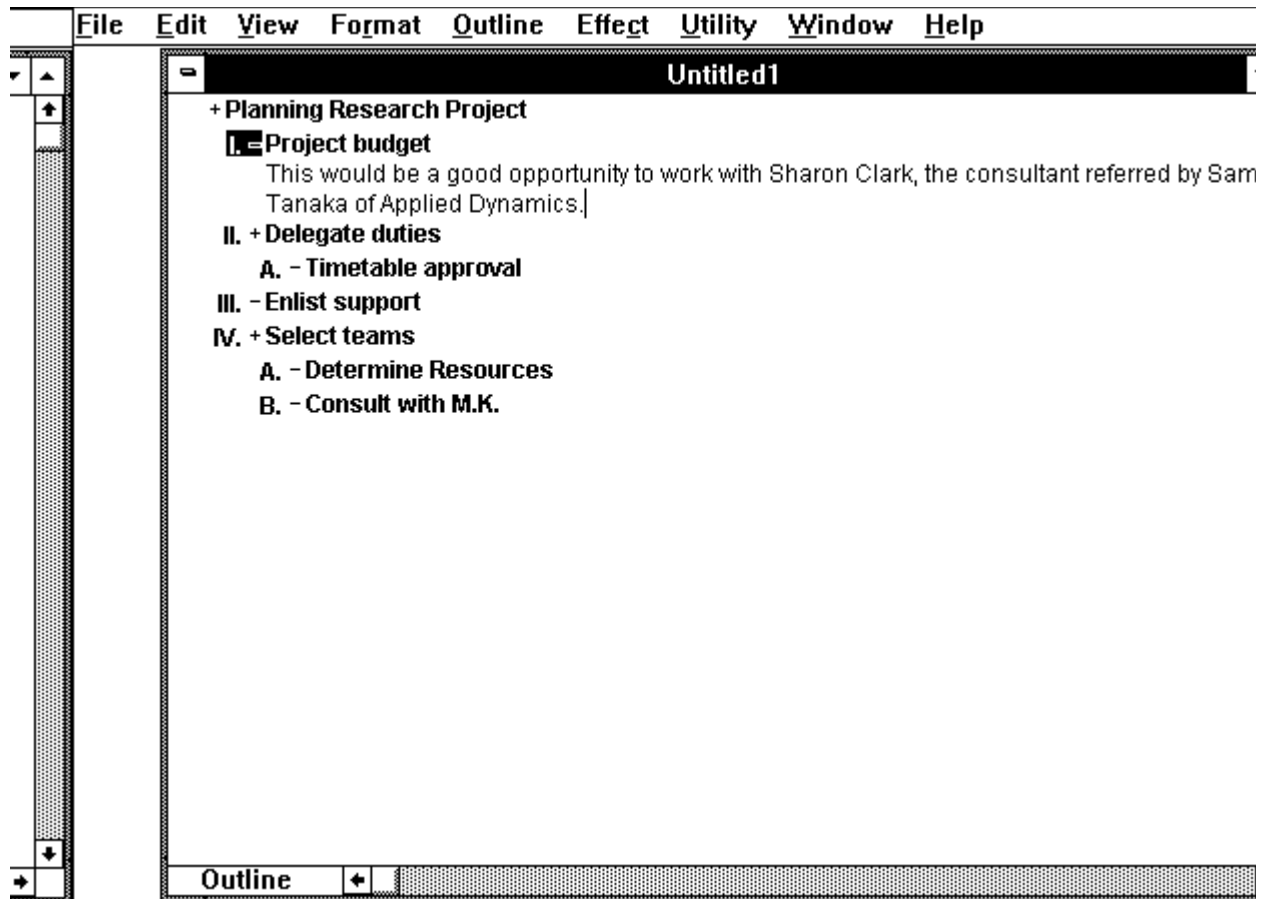 File Edit View Format Outline Effect Utility Window Help
Untitled1
+ Planning Research Project
I. = Project budget
This would be a good opportunity to work with Sharon Clark, the consultant referred by Sam
Tanaka of Applied Dynamics.
II. + Delegate duties
A. - Timetable approval
III. - Enlist support
IV. + Select teams
A. - Determine Resources
B. - Consult with M.K.
Outline